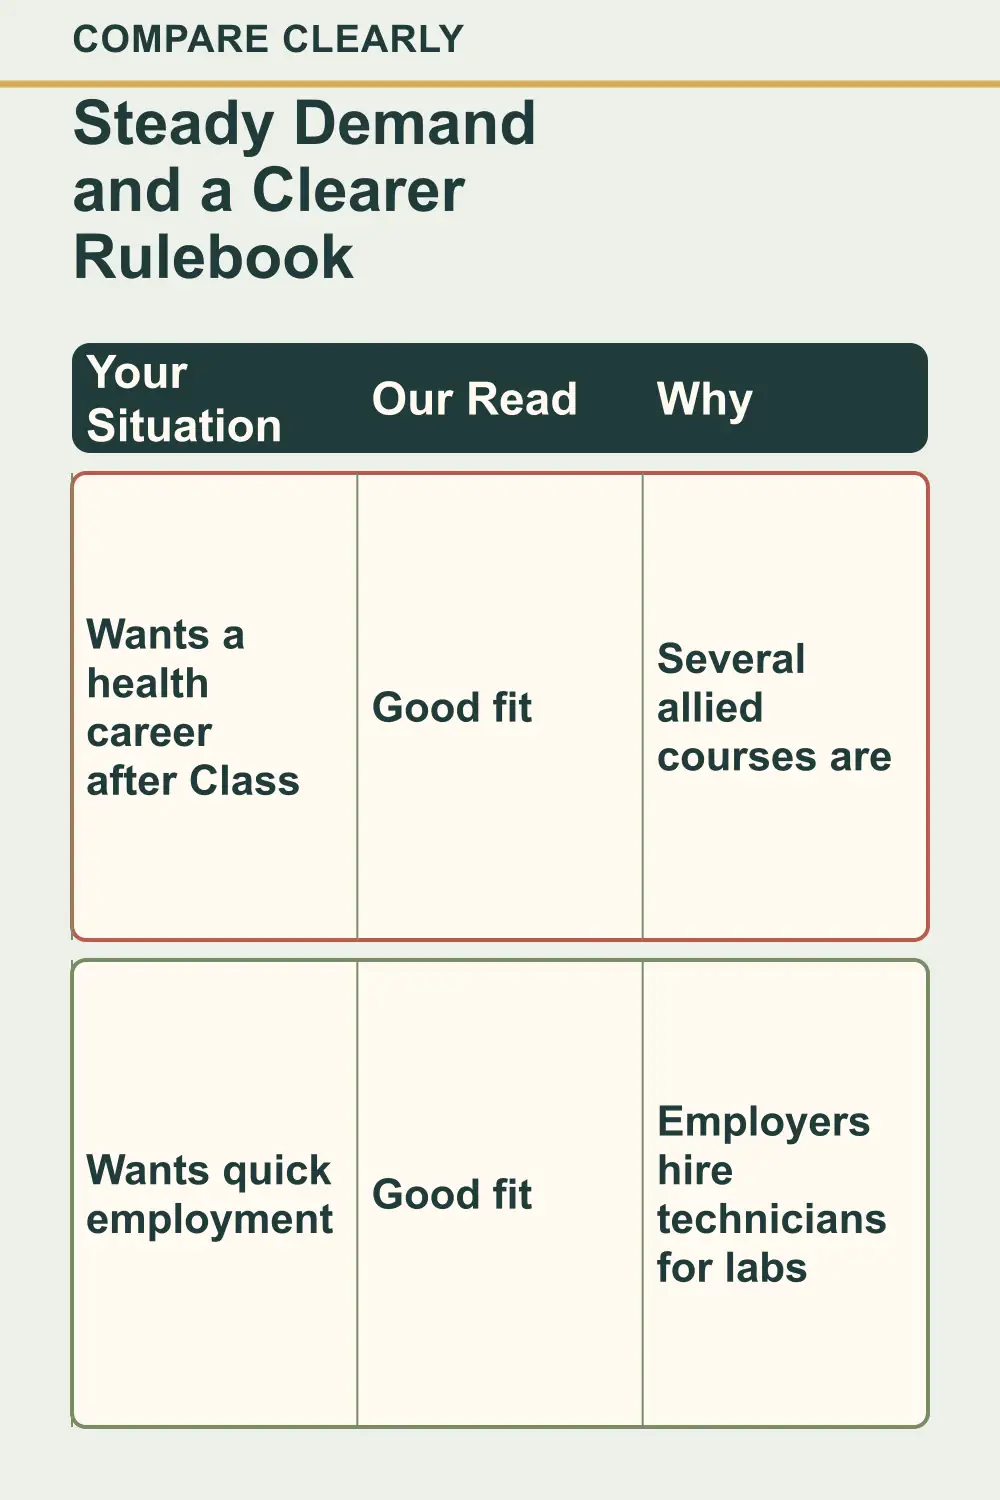 COMPARE CLEARLY
Steady Demand
and a Clearer
Rulebook
Your
Situation
Our Read
Why
Wants a
health
career
after Class
Good fit
Several
allied
courses are
Wants quick
employment
Good fit
Employers
hire
technicians
for labs